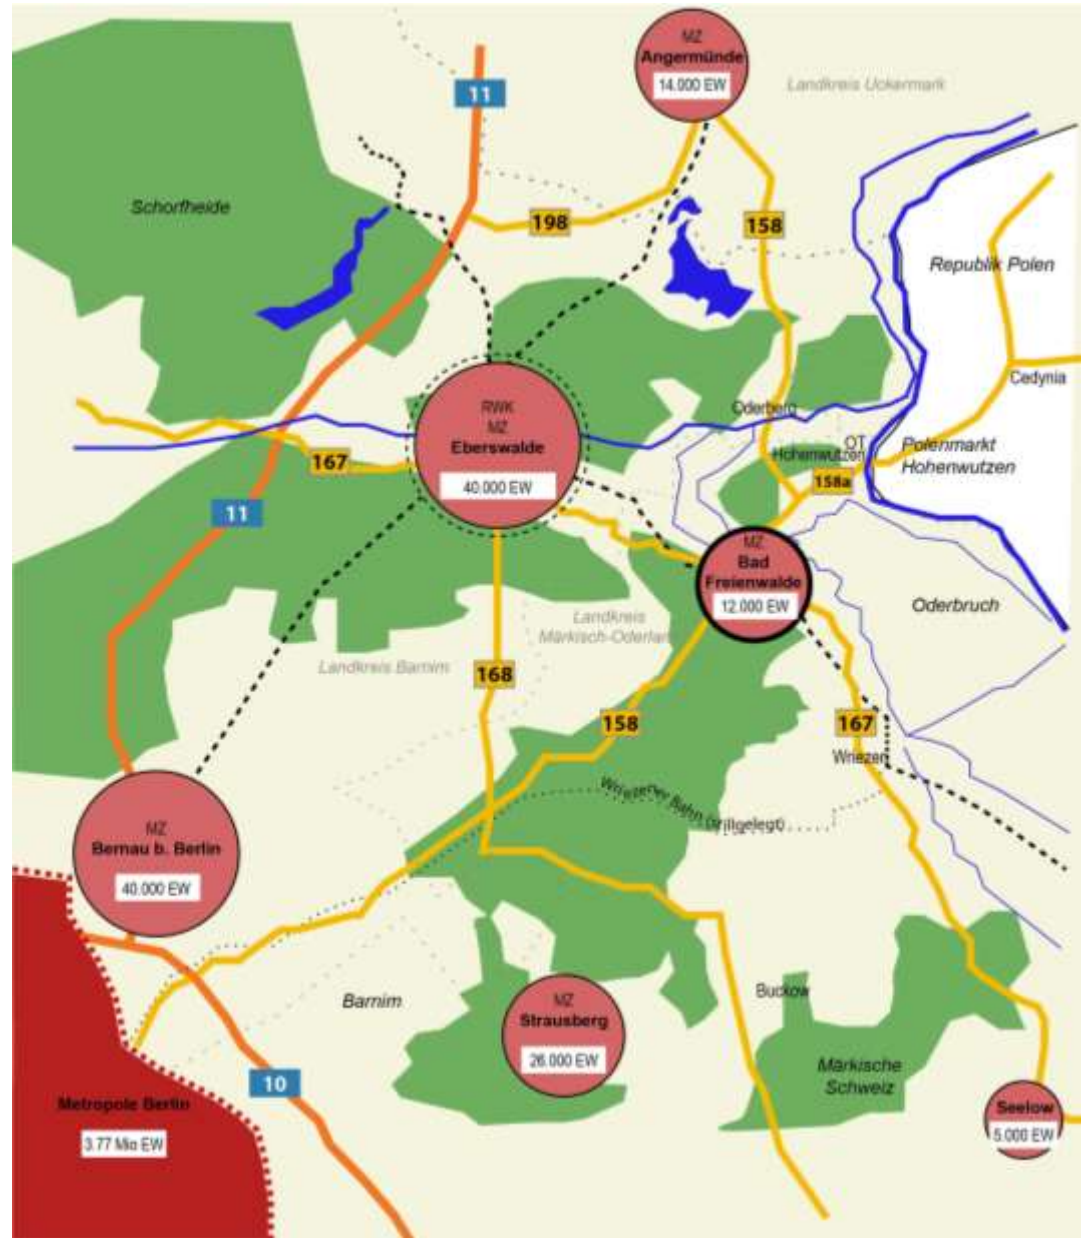 MZ
Angermünde
14.000 EW
Landkreis Uckermark
11
Schorfheide
198
158
Republik Polen
Cedynia
RWK
MZ
Eberswalde
40.000 EW
Oderberg
OT
Hohenwutzen
Polenmarkt
Hohenwutzen
167
158a
11
MZ
Bad
Freienwalde
12.000 EW
Oderbruch
Landkreis
Märkisch-Oderlan
Landkreis Barnim
168
158
167
Wriezen
Wriezener Bahn (stillgelegt)
MZ
Bernau b. Berlin
40.000 EW
Barnim
MZ
Strausberg
26.000 EW
Buckow
Märkische
Schweiz
10
Metropole Berlin
3.77 Mio EW
Seelow
5.000 EW